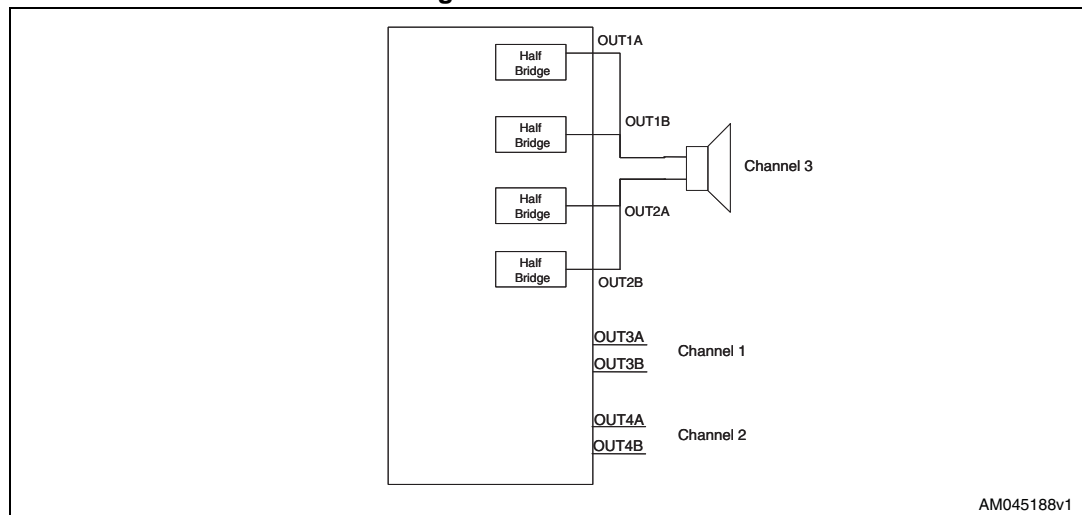 g
OUT1A
Half
Bridge
OUT1B
Half
Bridge
Channel 3
Half
Bridge
OUT2A
Half
Bridge
OUT2B
OUT3A
Channel 1
OUT3B
OUT4A
Channel 2
OUT4B
AM045188v1